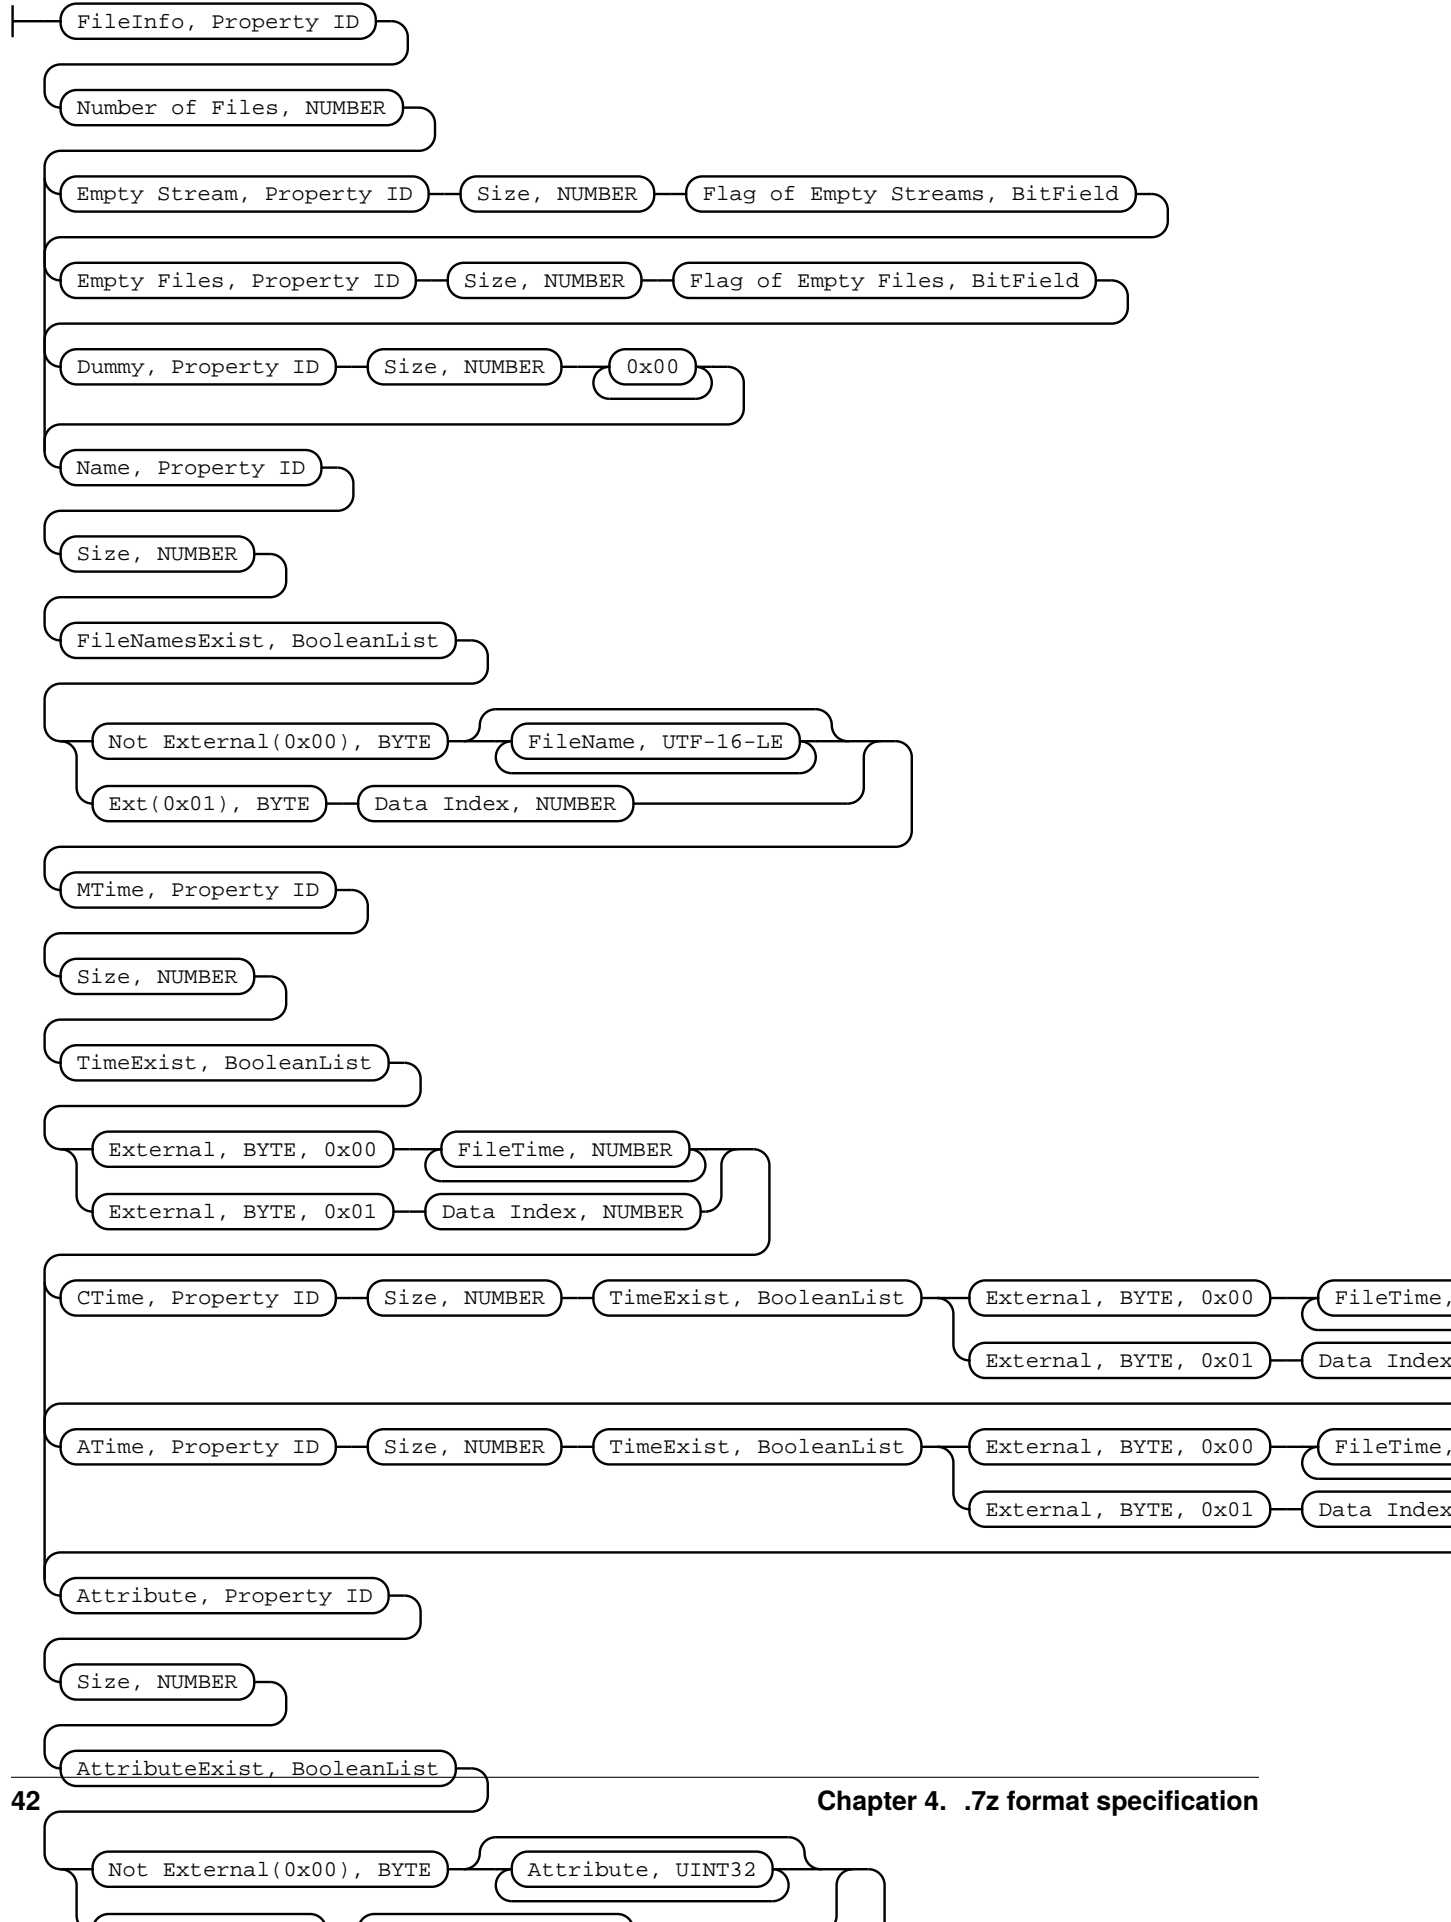 FileInfo, Property ID
Number of Files, NUMBER
Empty Stream, Property ID Size, NUMBER Flag of Empty Streams, BitField
Empty Files, Property ID Size, NUMBER Flag of Empty Files, BitField
Dummy, Property ID Size, NUMBER 0x00
Name, Property ID
Size, NUMBER
FileNamesExist, BooleanList
Not External(0x00), BYTE FileName, UTF-16-LE
Ext(0x01), BYTE Data Index, NUMBER
MTime, Property ID
Size, NUMBER
TimeExist, BooleanList
External, BYTE, 0x00 FileTime, NUMBER
External, BYTE, 0x01 Data Index, NUMBER
CTime, Property ID Size, NUMBER TimeExist, BooleanList External, BYTE, 0x00 FileTime,
External, BYTE, 0x01 Data Index
ATime, Property ID Size, NUMBER TimeExist, BooleanList External, BYTE, 0x00 FileTime,
External, BYTE, 0x01 Data Index
Attribute, Property ID
Size, NUMBER
AttributeExist, BooleanList
42 Chapter 4. .7z format specification
Not External(0x00), BYTE Attribute, UINT32